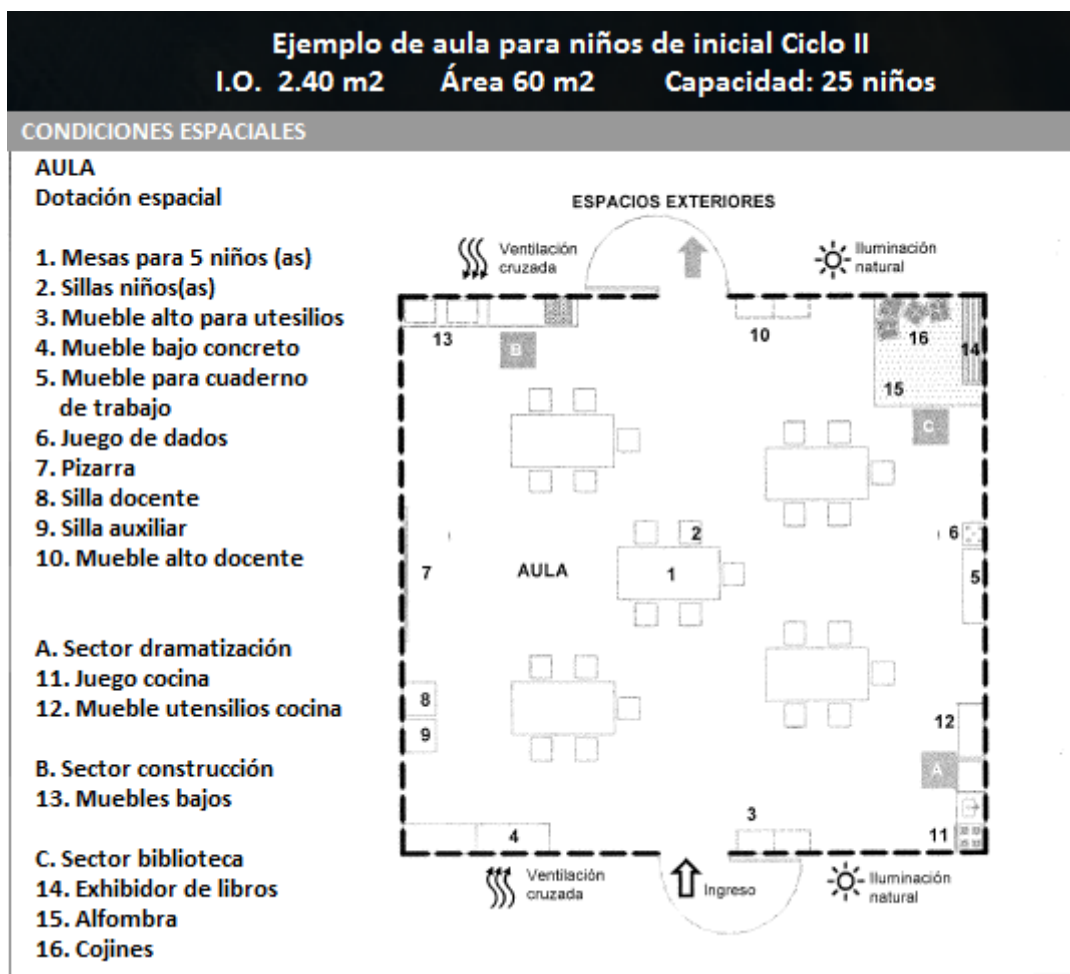 Ejemplo de aula para niños de inicial Ciclo II
I.O. 2.40 m2 Área 60 m2 Capacidad: 25 niños
CONDICIONES ESPACIALES
AULA
Dotación espacial
1. Mesas para 5 niños (as)
2. Sillas niños(as)
3. Mueble alto para utesilios
4. Mueble bajo concreto
5. Mueble para cuaderno
de trabajo
6. Juego de dados
7. Pizarra
8. Silla docente
9. Silla auxiliar
10. Mueble alto docente
A. Sector dramatización
11. Juego cocina
12. Mueble utensilios cocina
B. Sector construcción
13. Muebles bajos
C. Sector biblioteca
14. Exhibidor de libros
15. Alfombra
16. Cojines
ESPACIOS EXTERIORES
Ventilación
cruzada
Iluminación
natural
13
B
10
16
14
15
C
2
6
7
AULA
1
5
8
9
12
A
4
3
11
Ventilación
cruzada
Ingreso
Iluminación
natural